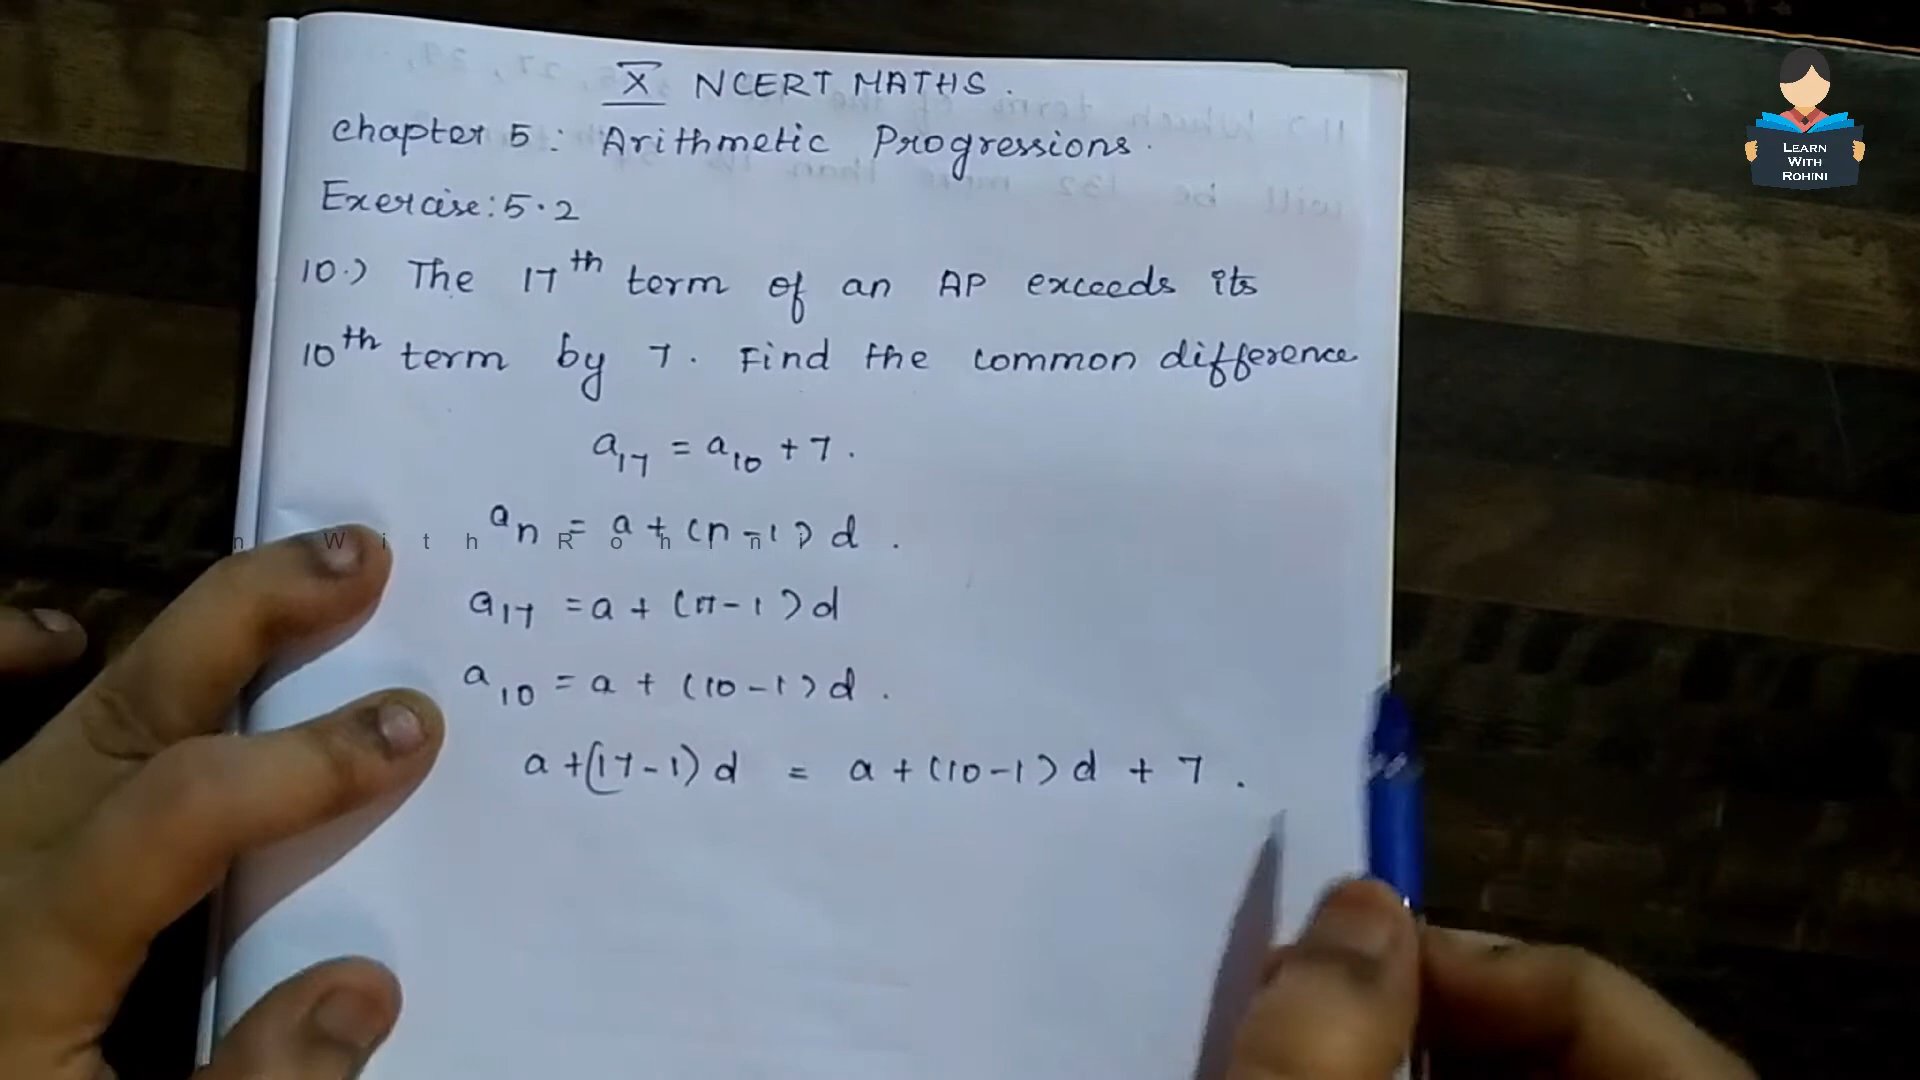 X NCERT MATHS.
Chapter 5: Arithmetic Progressions.
Exercise: 5.2
10.) The 17th term of an AP exceeds its
10th term by 7. Find the common difference
a17 = a10 + 7.
an = a + (n-1) d.
n With Rohini
a17 = a + (17-1) d
a10 = a + (10-1) d.
a + (17-1) d = a + (10-1) d + 7.
LEARN
WITH
ROHINI